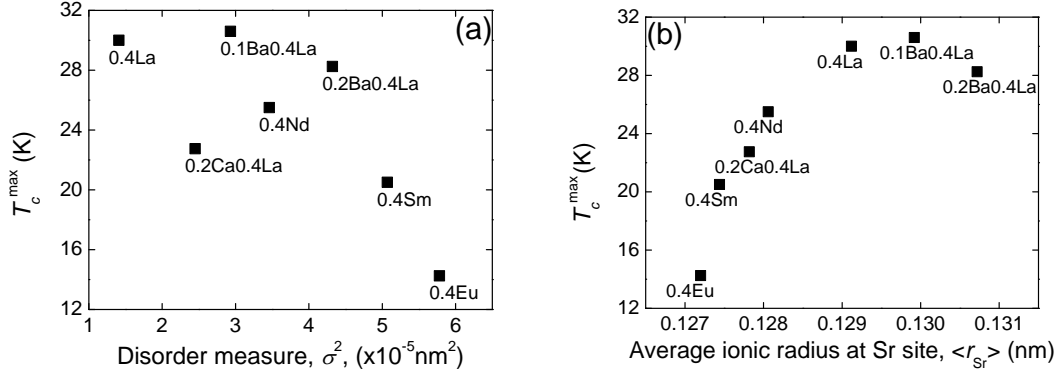 (a)
32
28
24
20
16
12
T_c^max (K)
0.4La
0.1Ba0.4La
0.2Ba0.4La
0.4Nd
0.2Ca0.4La
0.4Sm
0.4Eu
1 2 3 4 5 6
Disorder measure, σ², (x10⁻⁵nm²)
(b)
32
28
24
20
16
12
T_c^max (K)
0.4La
0.1Ba0.4La
0.2Ba0.4La
0.4Nd
0.2Ca0.4La
0.4Sm
0.4Eu
0.127 0.128 0.129 0.130 0.131
Average ionic radius at Sr site, <r_Sr> (nm)